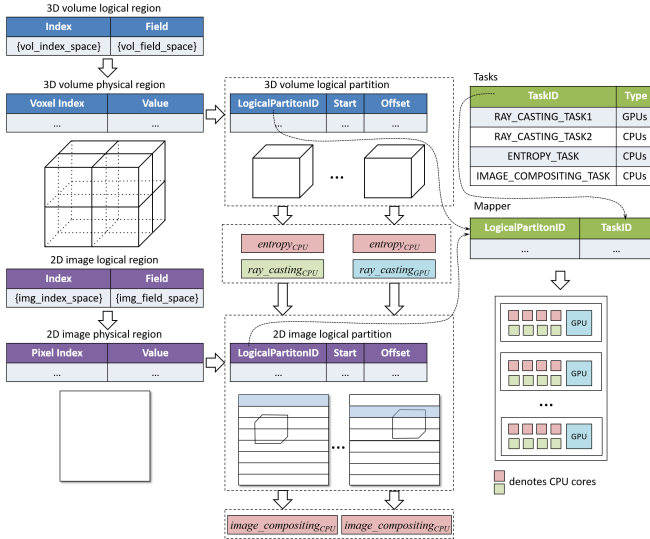 3D volume logical region
Index Field
{vol_index_space} {vol_field_space}
3D volume physical region
Voxel Index Value
... ...
2D image logical region
Index Field
{img_index_space} {img_field_space}
2D image physical region
Pixel Index Value
... ...
3D volume logical partition
LogicalPartitonID Start Offset
... ... ...
...
entropyCPU entropyCPU
ray_castingCPU ray_castingGPU
2D image logical partition
LogicalPartitonID Start Offset
... ... ...
...
image_compositingCPU image_compositingCPU
Tasks
TaskID Type
RAY_CASTING_TASK1 GPUs
RAY_CASTING_TASK2 CPUs
ENTROPY_TASK CPUs
IMAGE_COMPOSITING_TASK CPUs
Mapper
LogicalPartitonID TaskID
... ...
GPU
GPU
...
GPU
denotes CPU cores